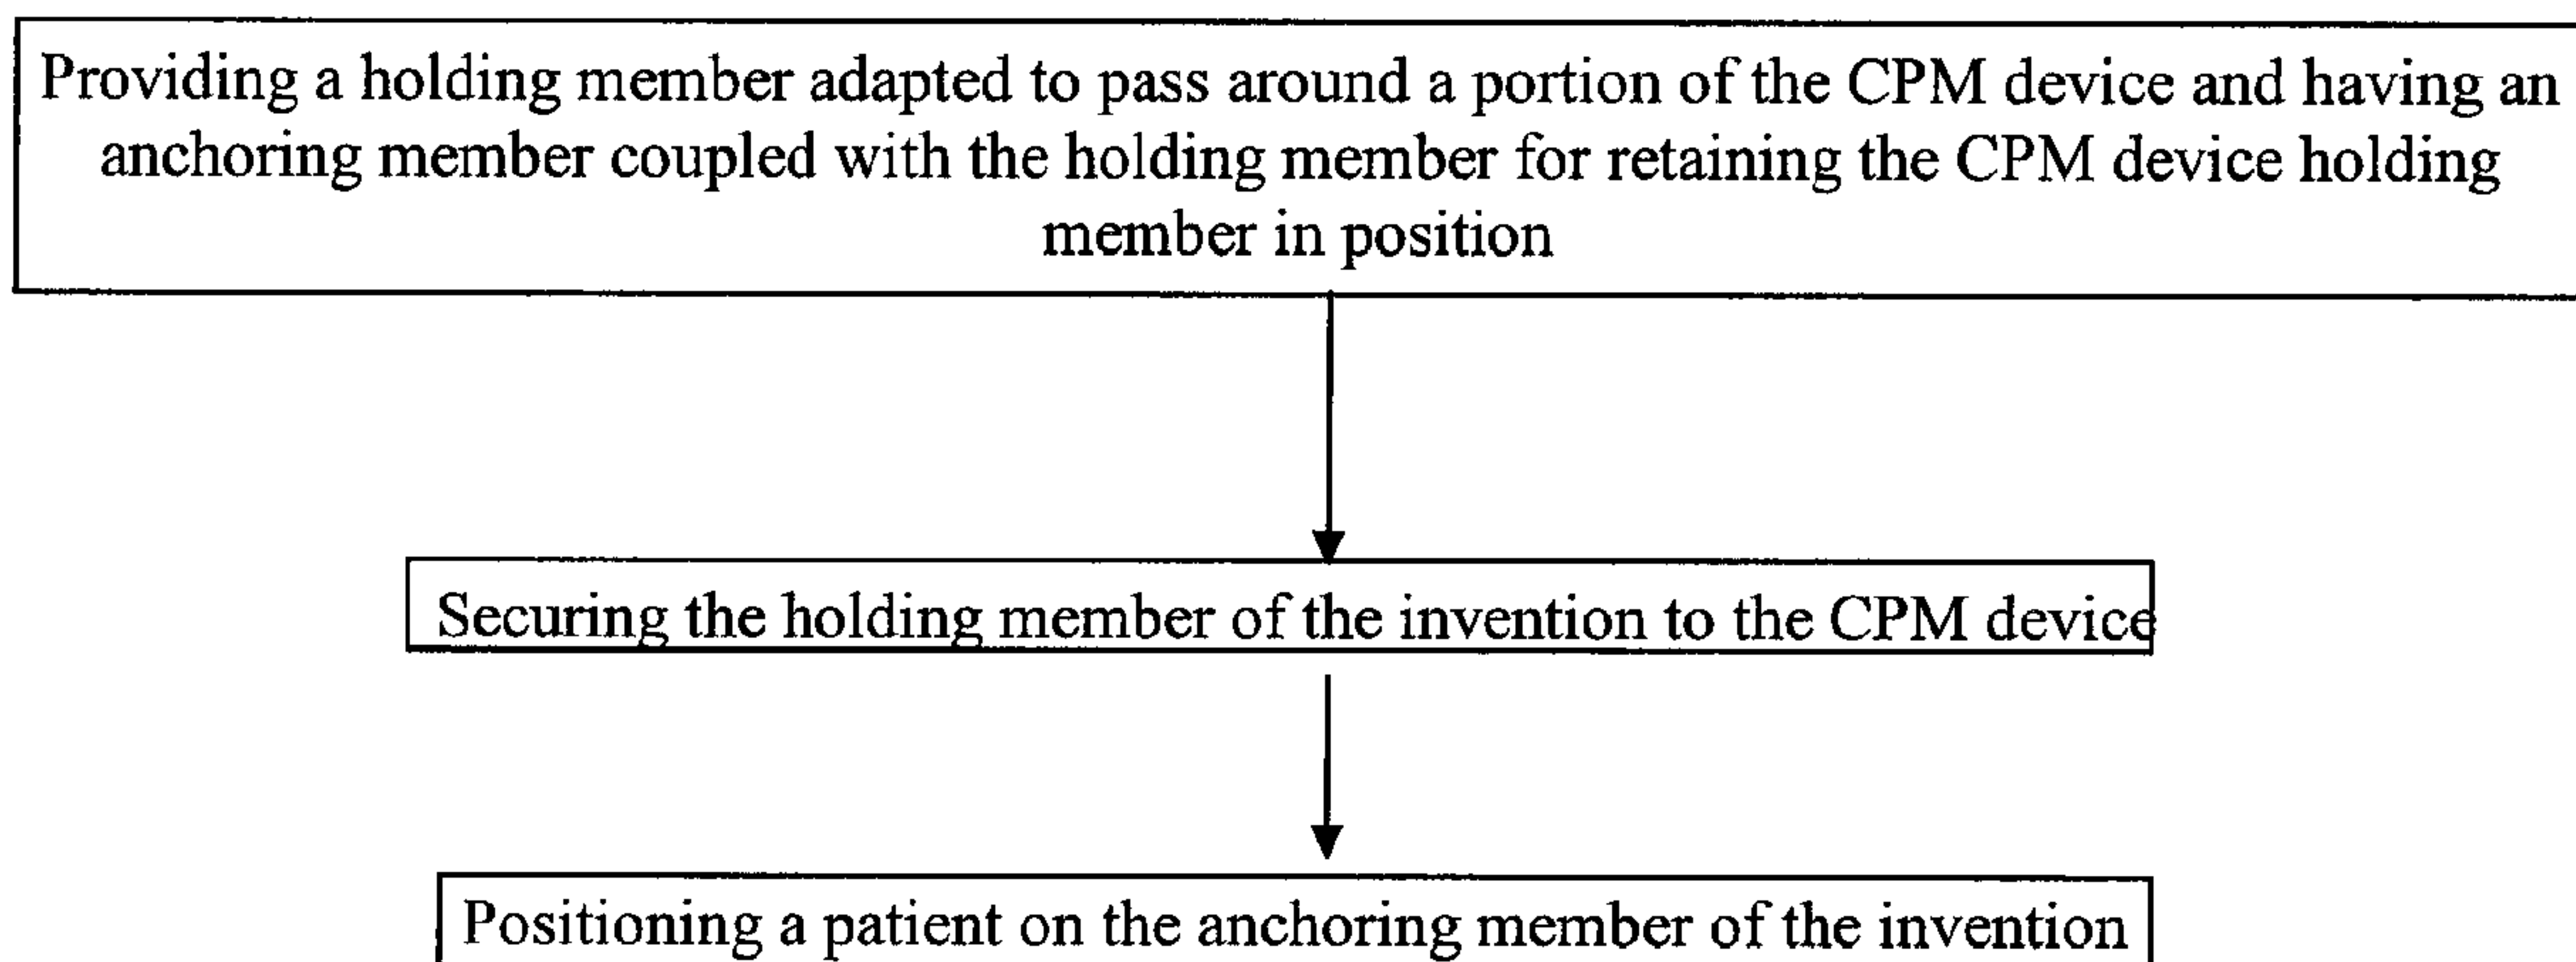 Providing a holding member adapted to pass around a portion of the CPM device and having an
anchoring member coupled with the holding member for retaining the CPM device holding
member in position
Securing the holding member of the invention to the CPM device
Positioning a patient on the anchoring member of the invention